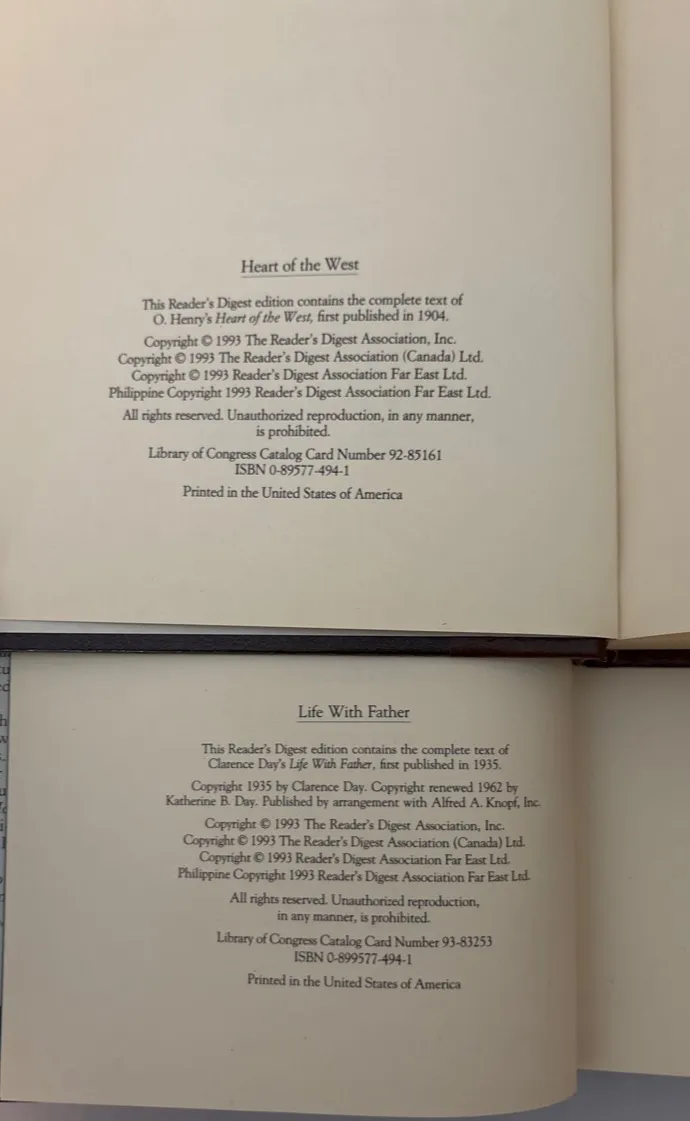 Heart of the West
This Reader's Digest edition contains the complete text of
O. Henry's Heart of the West, first published in 1904.
Copyright © 1993 The Reader's Digest Association, Inc.
Copyright © 1993 The Reader's Digest Association (Canada) Ltd.
Copyright © 1993 Reader's Digest Association Far East Ltd.
Philippine Copyright 1993 Reader's Digest Association Far East Ltd.
All rights reserved. Unauthorized reproduction, in any manner,
is prohibited.
Library of Congress Catalog Card Number 92-85161
ISBN 0-89577-494-1
Printed in the United States of America
Life With Father
This Reader's Digest edition contains the complete text of
Clarence Day's Life With Father, first published in 1935.
Copyright 1935 by Clarence Day. Copyright renewed 1962 by
Katherine B. Day. Published by arrangement with Alfred A. Knopf, Inc.
Copyright © 1993 The Reader's Digest Association, Inc.
Copyright © 1993 The Reader's Digest Association (Canada) Ltd.
Copyright © 1993 Reader's Digest Association Far East Ltd.
Philippine Copyright 1993 Reader's Digest Association Far East Ltd.
All rights reserved. Unauthorized reproduction,
in any manner, is prohibited.
Library of Congress Catalog Card Number 93-83253
ISBN 0-899577-494-1
Printed in the United States of America